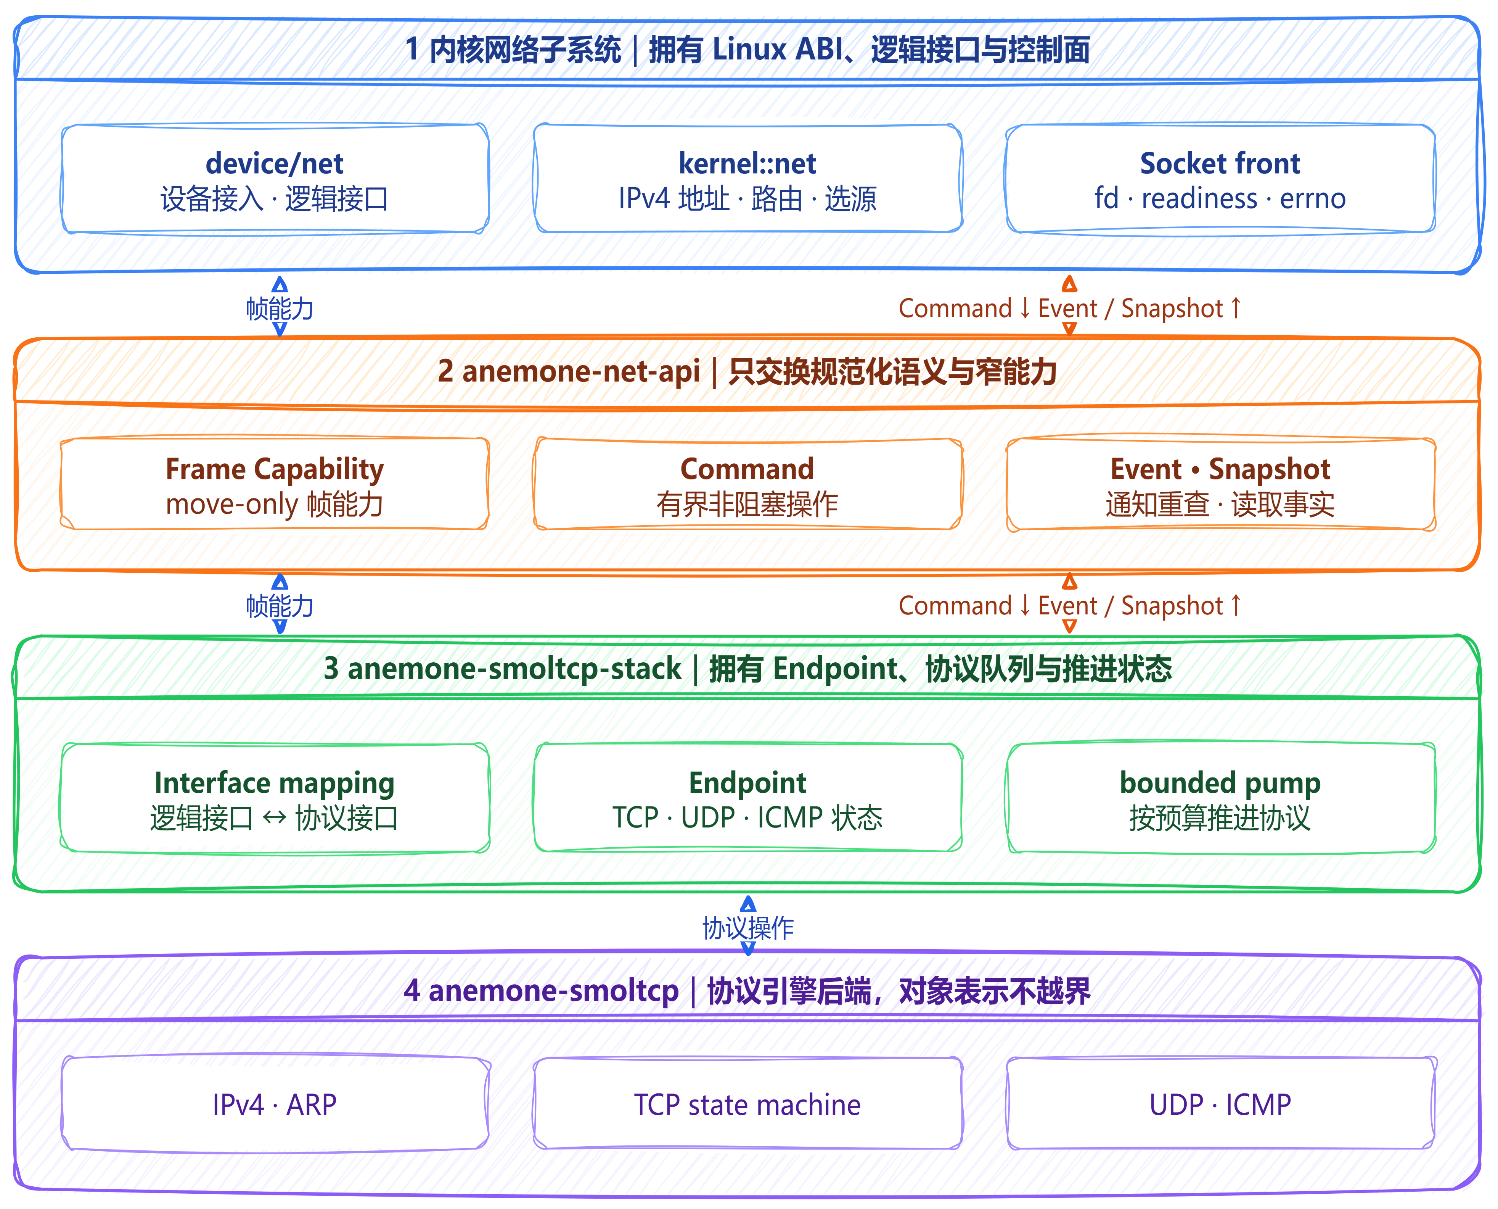 1 内核网络子系统｜拥有 Linux ABI、逻辑接口与控制面
device/net
设备接入 · 逻辑接口
kernel::net
IPv4 地址 · 路由 · 选源
Socket front
fd · readiness · errno
帧能力
Command ↓ Event / Snapshot ↑
2 anemone-net-api｜只交换规范化语义与窄能力
Frame Capability
move-only 帧能力
Command
有界非阻塞操作
Event • Snapshot
通知重查 · 读取事实
帧能力
Command ↓ Event / Snapshot ↑
3 anemone-smoltcp-stack｜拥有 Endpoint、协议队列与推进状态
Interface mapping
逻辑接口 ↔ 协议接口
Endpoint
TCP · UDP · ICMP 状态
bounded pump
按预算推进协议
协议操作
4 anemone-smoltcp｜协议引擎后端，对象表示不越界
IPv4 · ARP
TCP state machine
UDP · ICMP